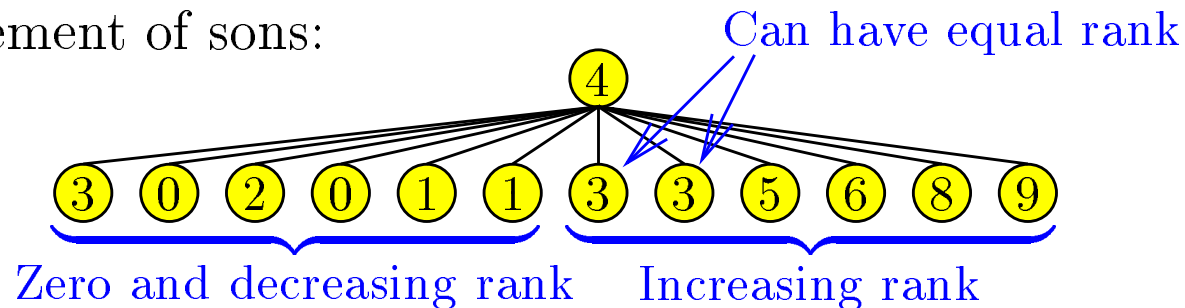 ement of sons:
Can have equal rank
4
3 0 2 0 1 1 3 3 5 6 8 9
Zero and decreasing rank
Increasing rank